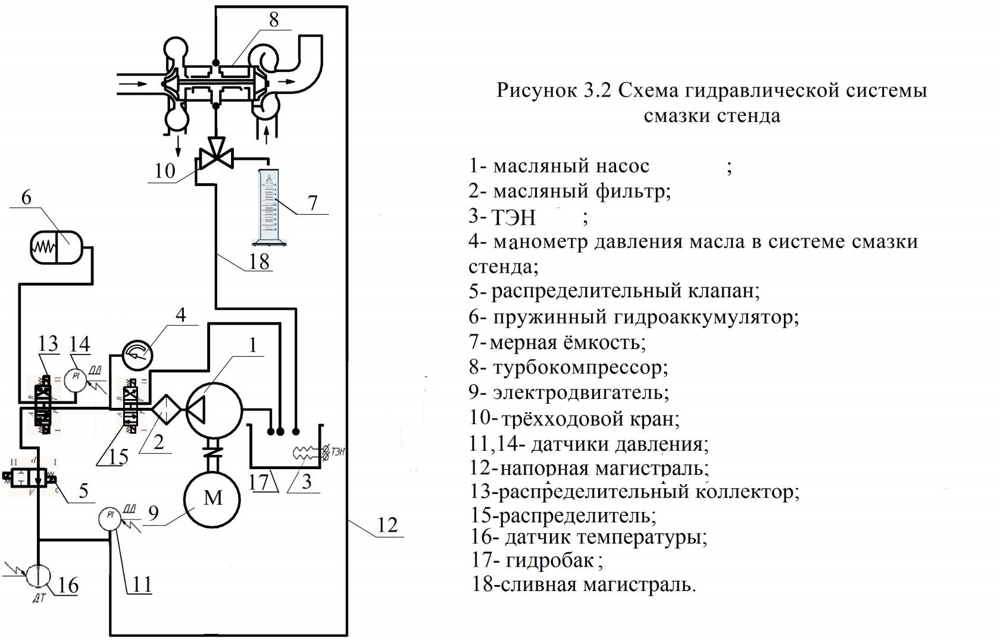 8
10
7
6
18
4
13
14
1
ДД
PI
II
II
B
T
B
T
A
P
A
P
I
I
2
15
ТЭН
17
3
II
P
I
A
C
5
M
9
PI
ДД
12
16
11
ДТ
Рисунок 3.2 Схема гидравлической системы
смазки стенда
1- масляный насос ;
2- масляный фильтр;
3- ТЭН ;
4- манометр давления масла в системе смазки
стенда;
5- распределительный клапан;
6- пружинный гидроаккумулятор;
7- мерная ёмкость;
8- турбокомпрессор;
9- электродвигатель;
10- трёхходовой кран;
11,14- датчики давления;
12-напорная магистраль;
13-распределительный коллектор;
15-распределитель;
16- датчик температуры;
17- гидробак;
18-сливная магистраль.